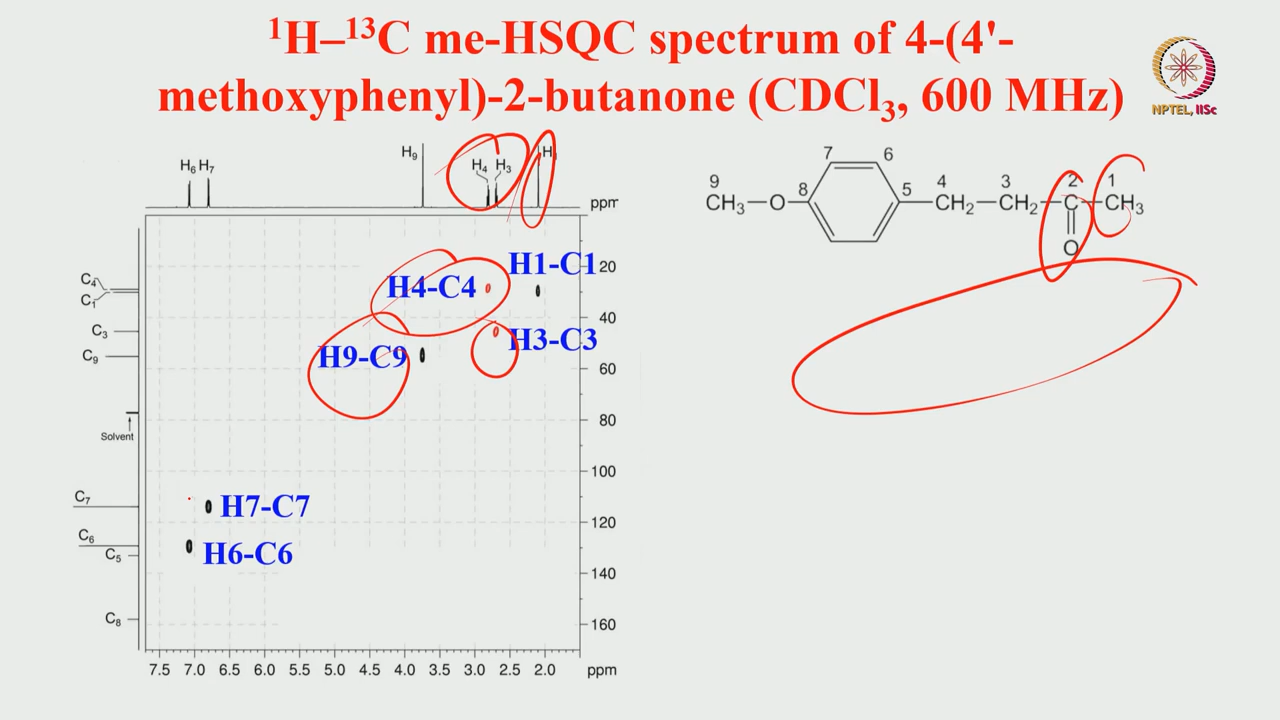 ¹H–¹³C me-HSQC spectrum of 4-(4'-
methoxyphenyl)-2-butanone (CDCl₃, 600 MHz)
NPTEL, IISc
H₆ H₇
H₉
H₄ H₃
H
ppm
7
6
9
8
5
4
3
2
1
CH₃—O
CH₂—CH₂—C—CH₃
O
C₄
C₁
C₃
C₉
Solvent
C₇
C₆
C₅
C₈
H1-C1
H4-C4
H3-C3
H9-C9
H7-C7
H6-C6
20
40
60
80
100
120
140
160
7.5 7.0 6.5 6.0 5.5 5.0 4.5 4.0 3.5 3.0 2.5 2.0 ppm